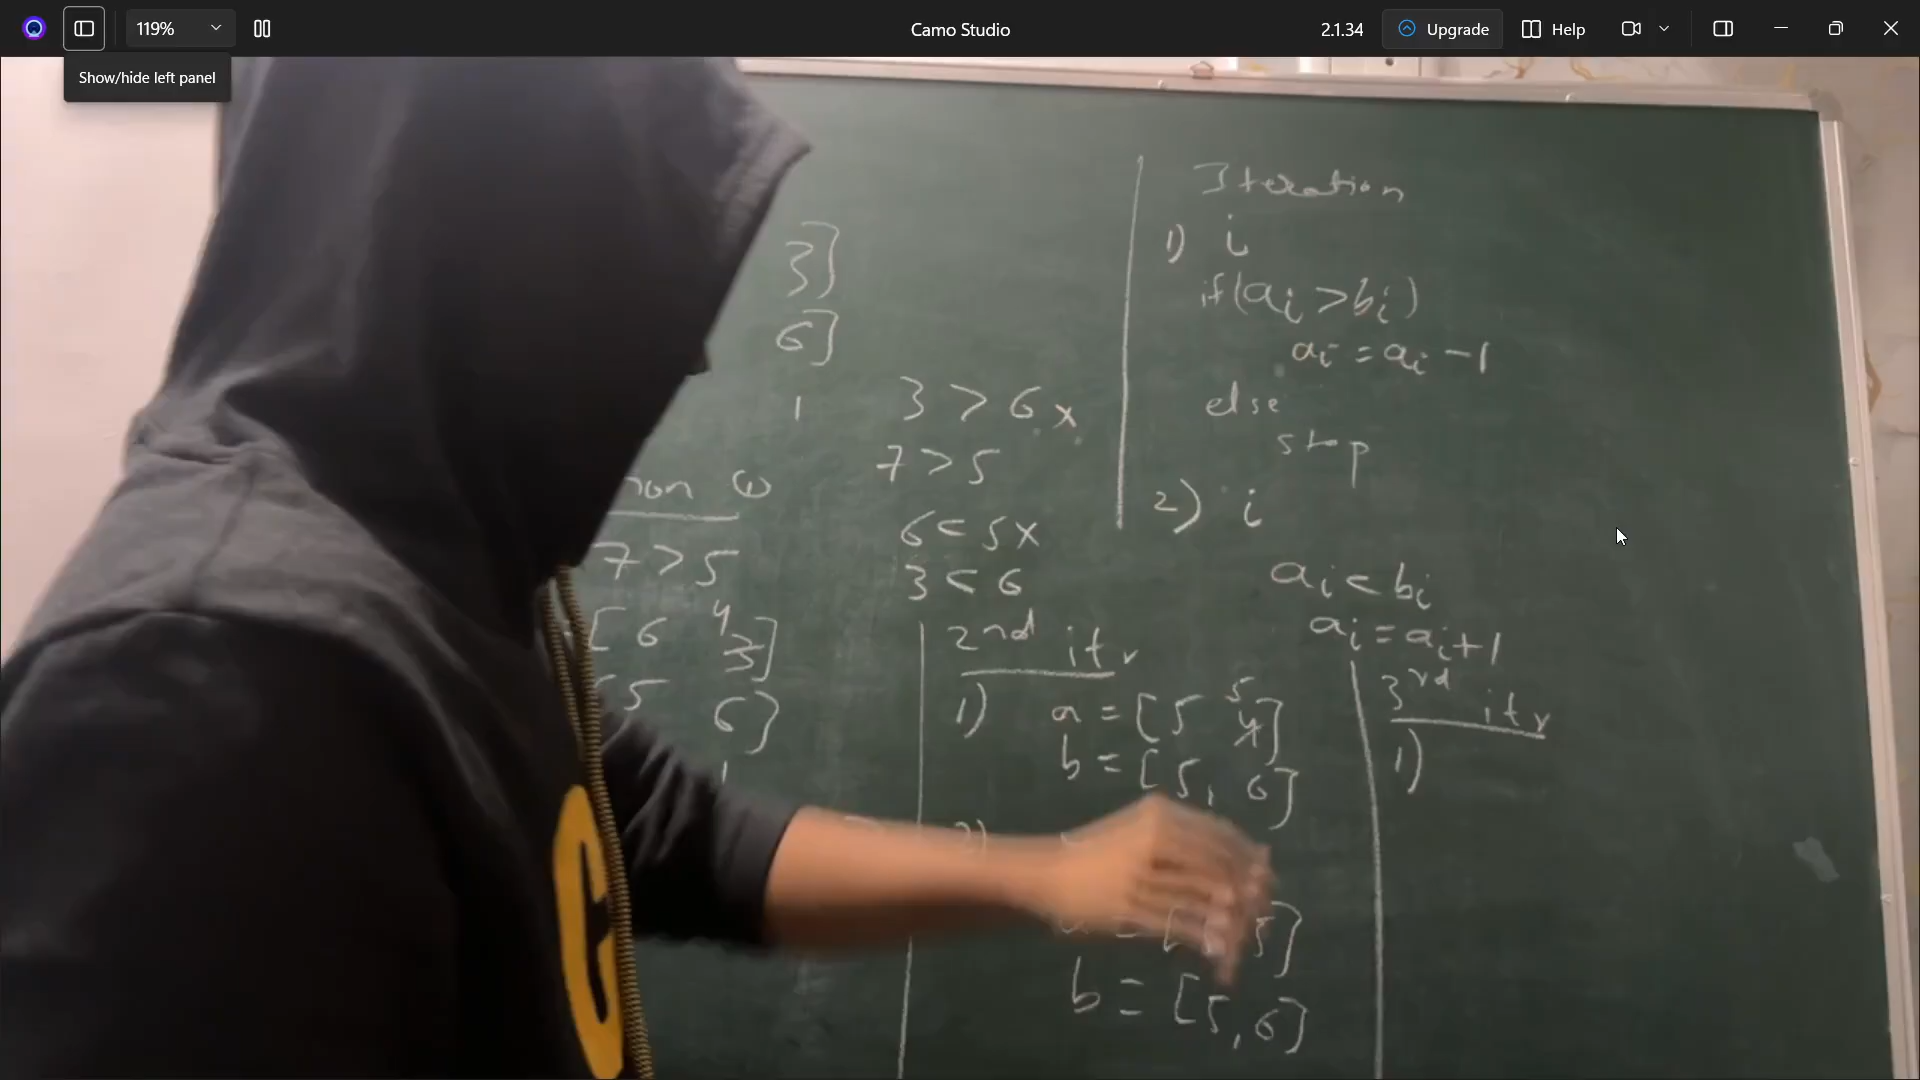 119%
Camo Studio
2.1.34
Upgrade
Help
Show/hide left panel
3]
6]
1
3 > 6 x
7 > 5
6 < 5 x
3 < 6
7 > 5
[ 6 4 3]
5 6]
1
2nd itr
1) a = [5 5 4]
b = [5, 6]
2)
5]
b = [5, 6]
Iteration
1) i
if(ai > bi)
ai = ai - 1
else
stop
2) i
ai < bi
ai = ai + 1
3rd itr
1)